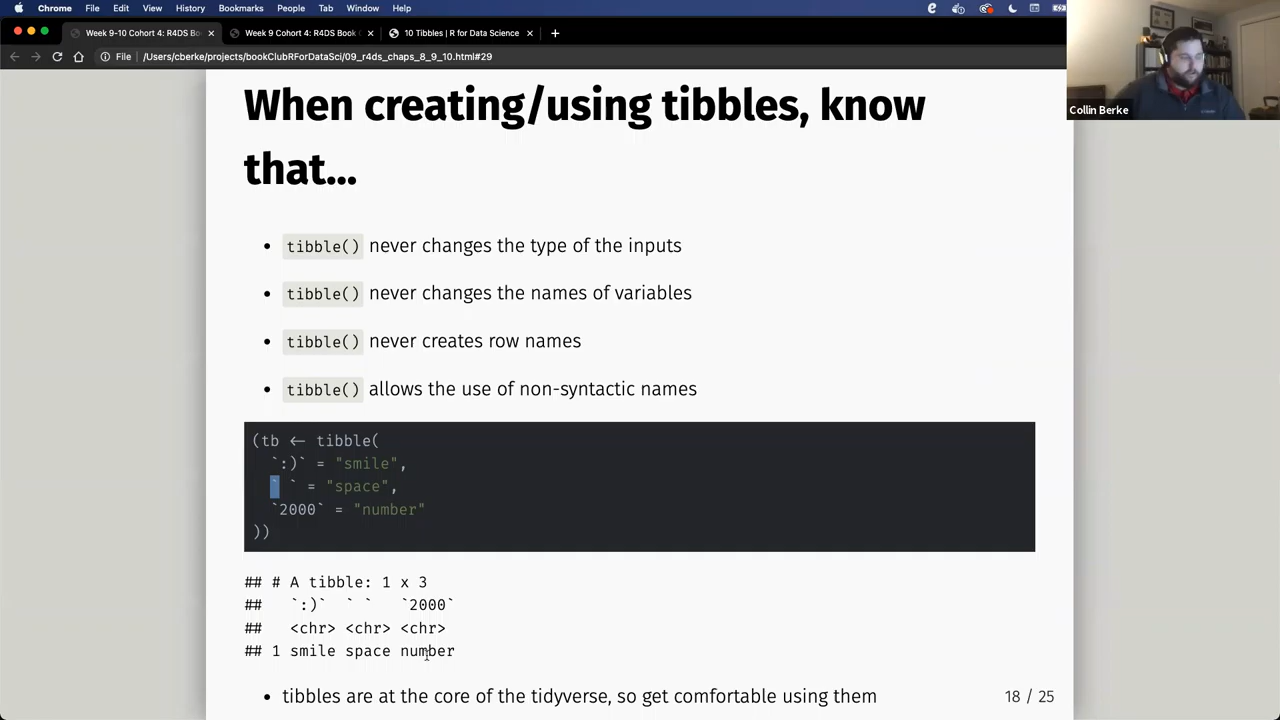 Chrome File Edit View History Bookmarks People Tab Window Help
Week 9-10 Cohort 4: R4DS Bo × Week 9 Cohort 4: R4DS Book × 10 Tibbles | R for Data Science × +
File /Users/cberke/projects/bookClubRForDataSci/09_r4ds_chaps_8_9_10.html#29
Collin Berke
When creating/using tibbles, know
that...
• tibble() never changes the type of the inputs
• tibble() never changes the names of variables
• tibble() never creates row names
• tibble() allows the use of non-syntactic names
(tb <- tibble(
`:)` = "smile",
` ` = "space",
`2000` = "number"
))
## # A tibble: 1 x 3
## `:)` ` ` `2000`
## <chr> <chr> <chr>
## 1 smile space number
• tibbles are at the core of the tidyverse, so get comfortable using them
18 / 25